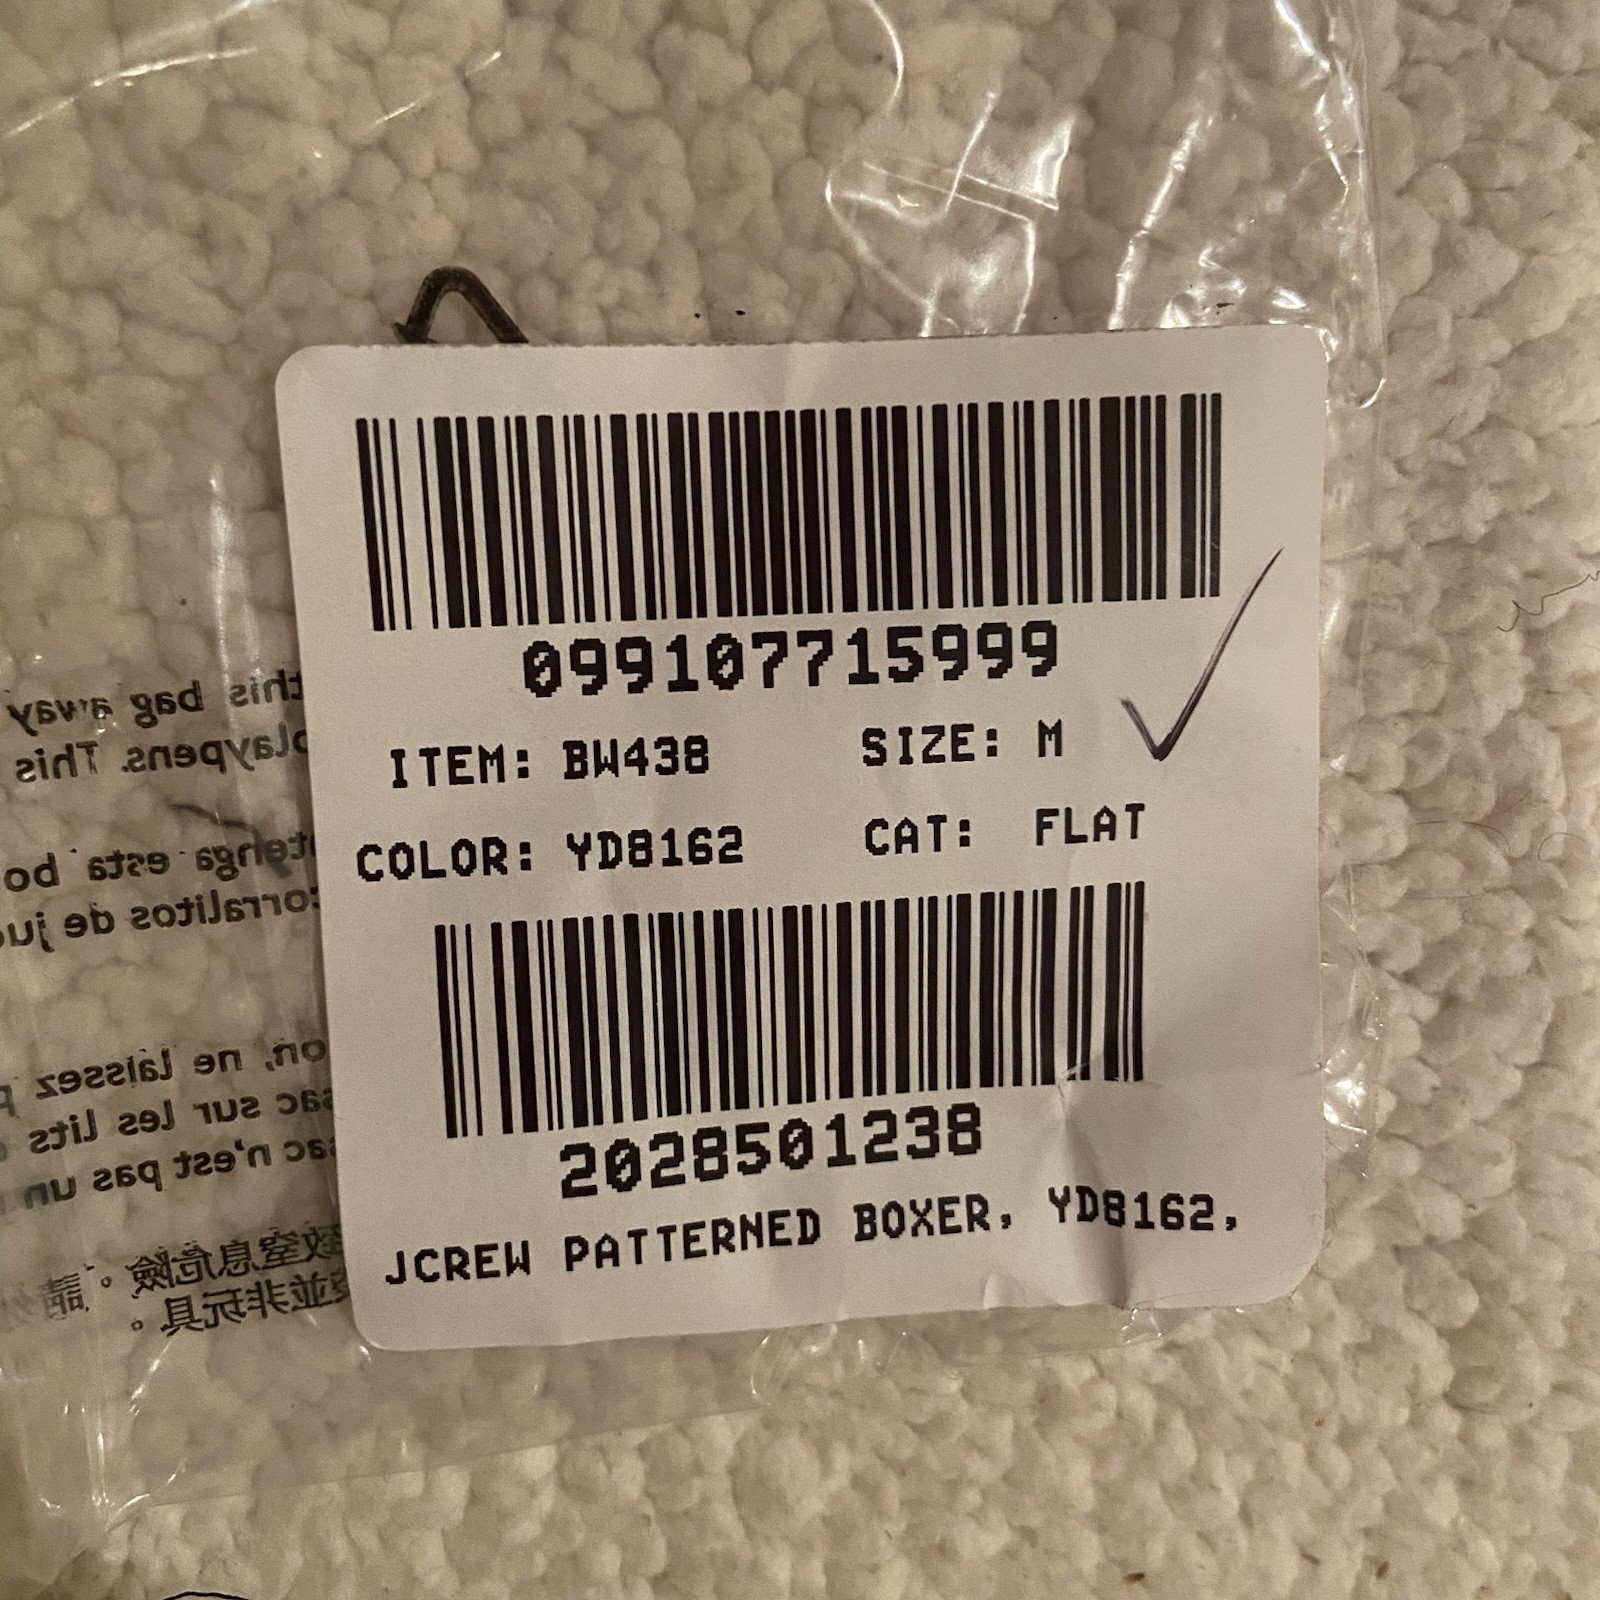 099107715999
ITEM: BW438 SIZE: M
COLOR: YD8162 CAT: FLAT
2028501238
JCREW PATTERNED BOXER, YD8162,
this bag away
playpens. This
tenga esta bo
corralitos de jue
on, ne laissez p
sac sur les lits
sac n'est pas un
致窒息危險。請
並非玩具。